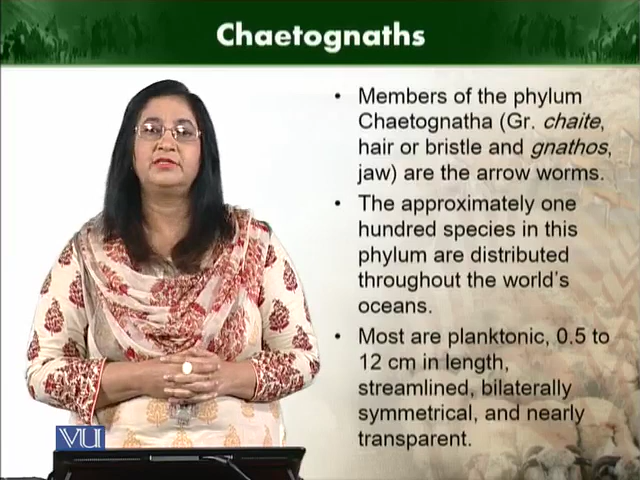 Chaetognaths
• Members of the phylum
Chaetognatha (Gr. chaite,
hair or bristle and gnathos,
jaw) are the arrow worms.
• The approximately one
hundred species in this
phylum are distributed
throughout the world's
oceans.
• Most are planktonic, 0.5 to
12 cm in length,
streamlined, bilaterally
symmetrical, and nearly
transparent.
VU